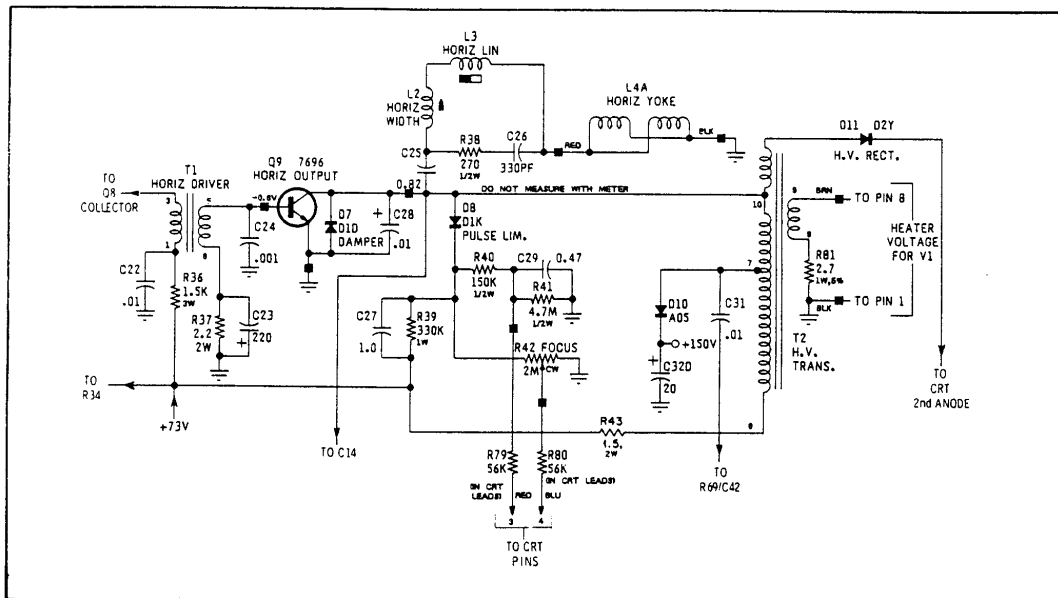 L3
HORIZ LIN
L2
HORIZ
WIDTH
L4A
HORIZ YOKE
RED
BLK
R38
270
1/2W
C26
330PF
C25
0.82
DO NOT MEASURE WITH METER
D11 D2Y
H.V. RECT.
TO
Q8
COLLECTOR
T1
HORIZ DRIVER
3
1
Q9 7696
HORIZ OUTPUT
-0.6V
C24
.001
D7
D1D
DAMPER
+
C28
.01
D8
D1K
PULSE LIM.
10
9
BRN
TO PIN 8
HEATER
VOLTAGE
FOR V1
R81
2.7
1W,5%
BLK
TO PIN 1
C22
.01
R36
1.5K
2W
R37
2.2
2W
C23
220
+
R40
150K
1/2W
C29 0.47
R41
4.7M
1/2W
C27
1.0
R39
330K
1W
R42 FOCUS
2M
CW
7
D10
A05
+150V
+
C32D
20
C31
.01
T2
H.V.
TRANS.
TO
R34
+73V
TO C14
R43
1.5,
2W
TO
R69/C42
TO
CRT
2nd ANODE
R79
56K
(IN CRT
LEADS)
RED
R80
56K
(IN CRT LEADS)
BLU
3 4
TO CRT
PINS